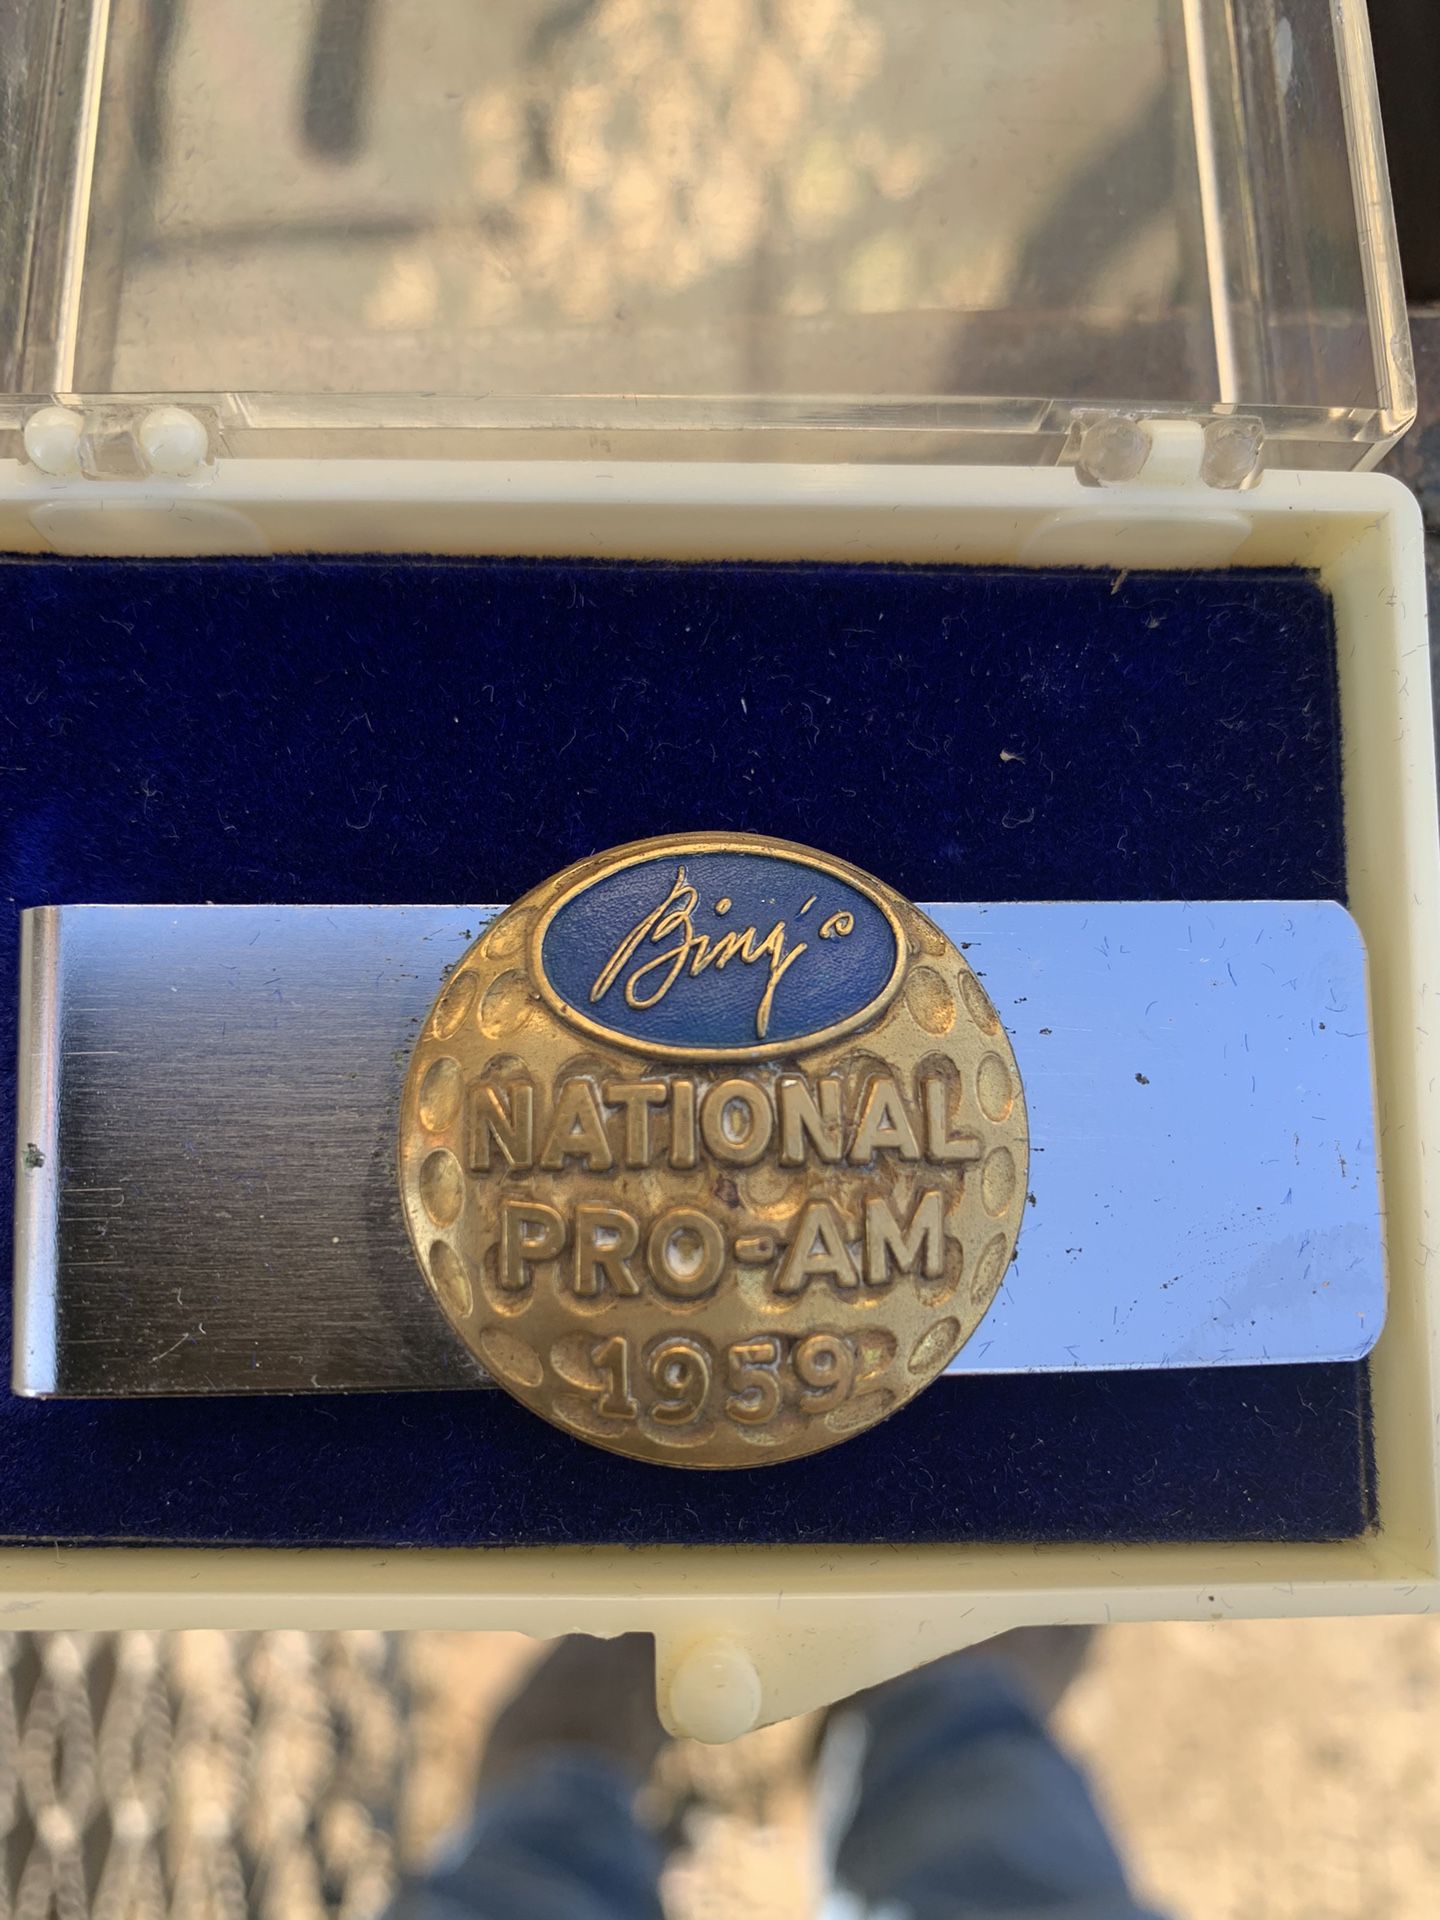 Bing's
NATIONAL
PRO-AM
1959